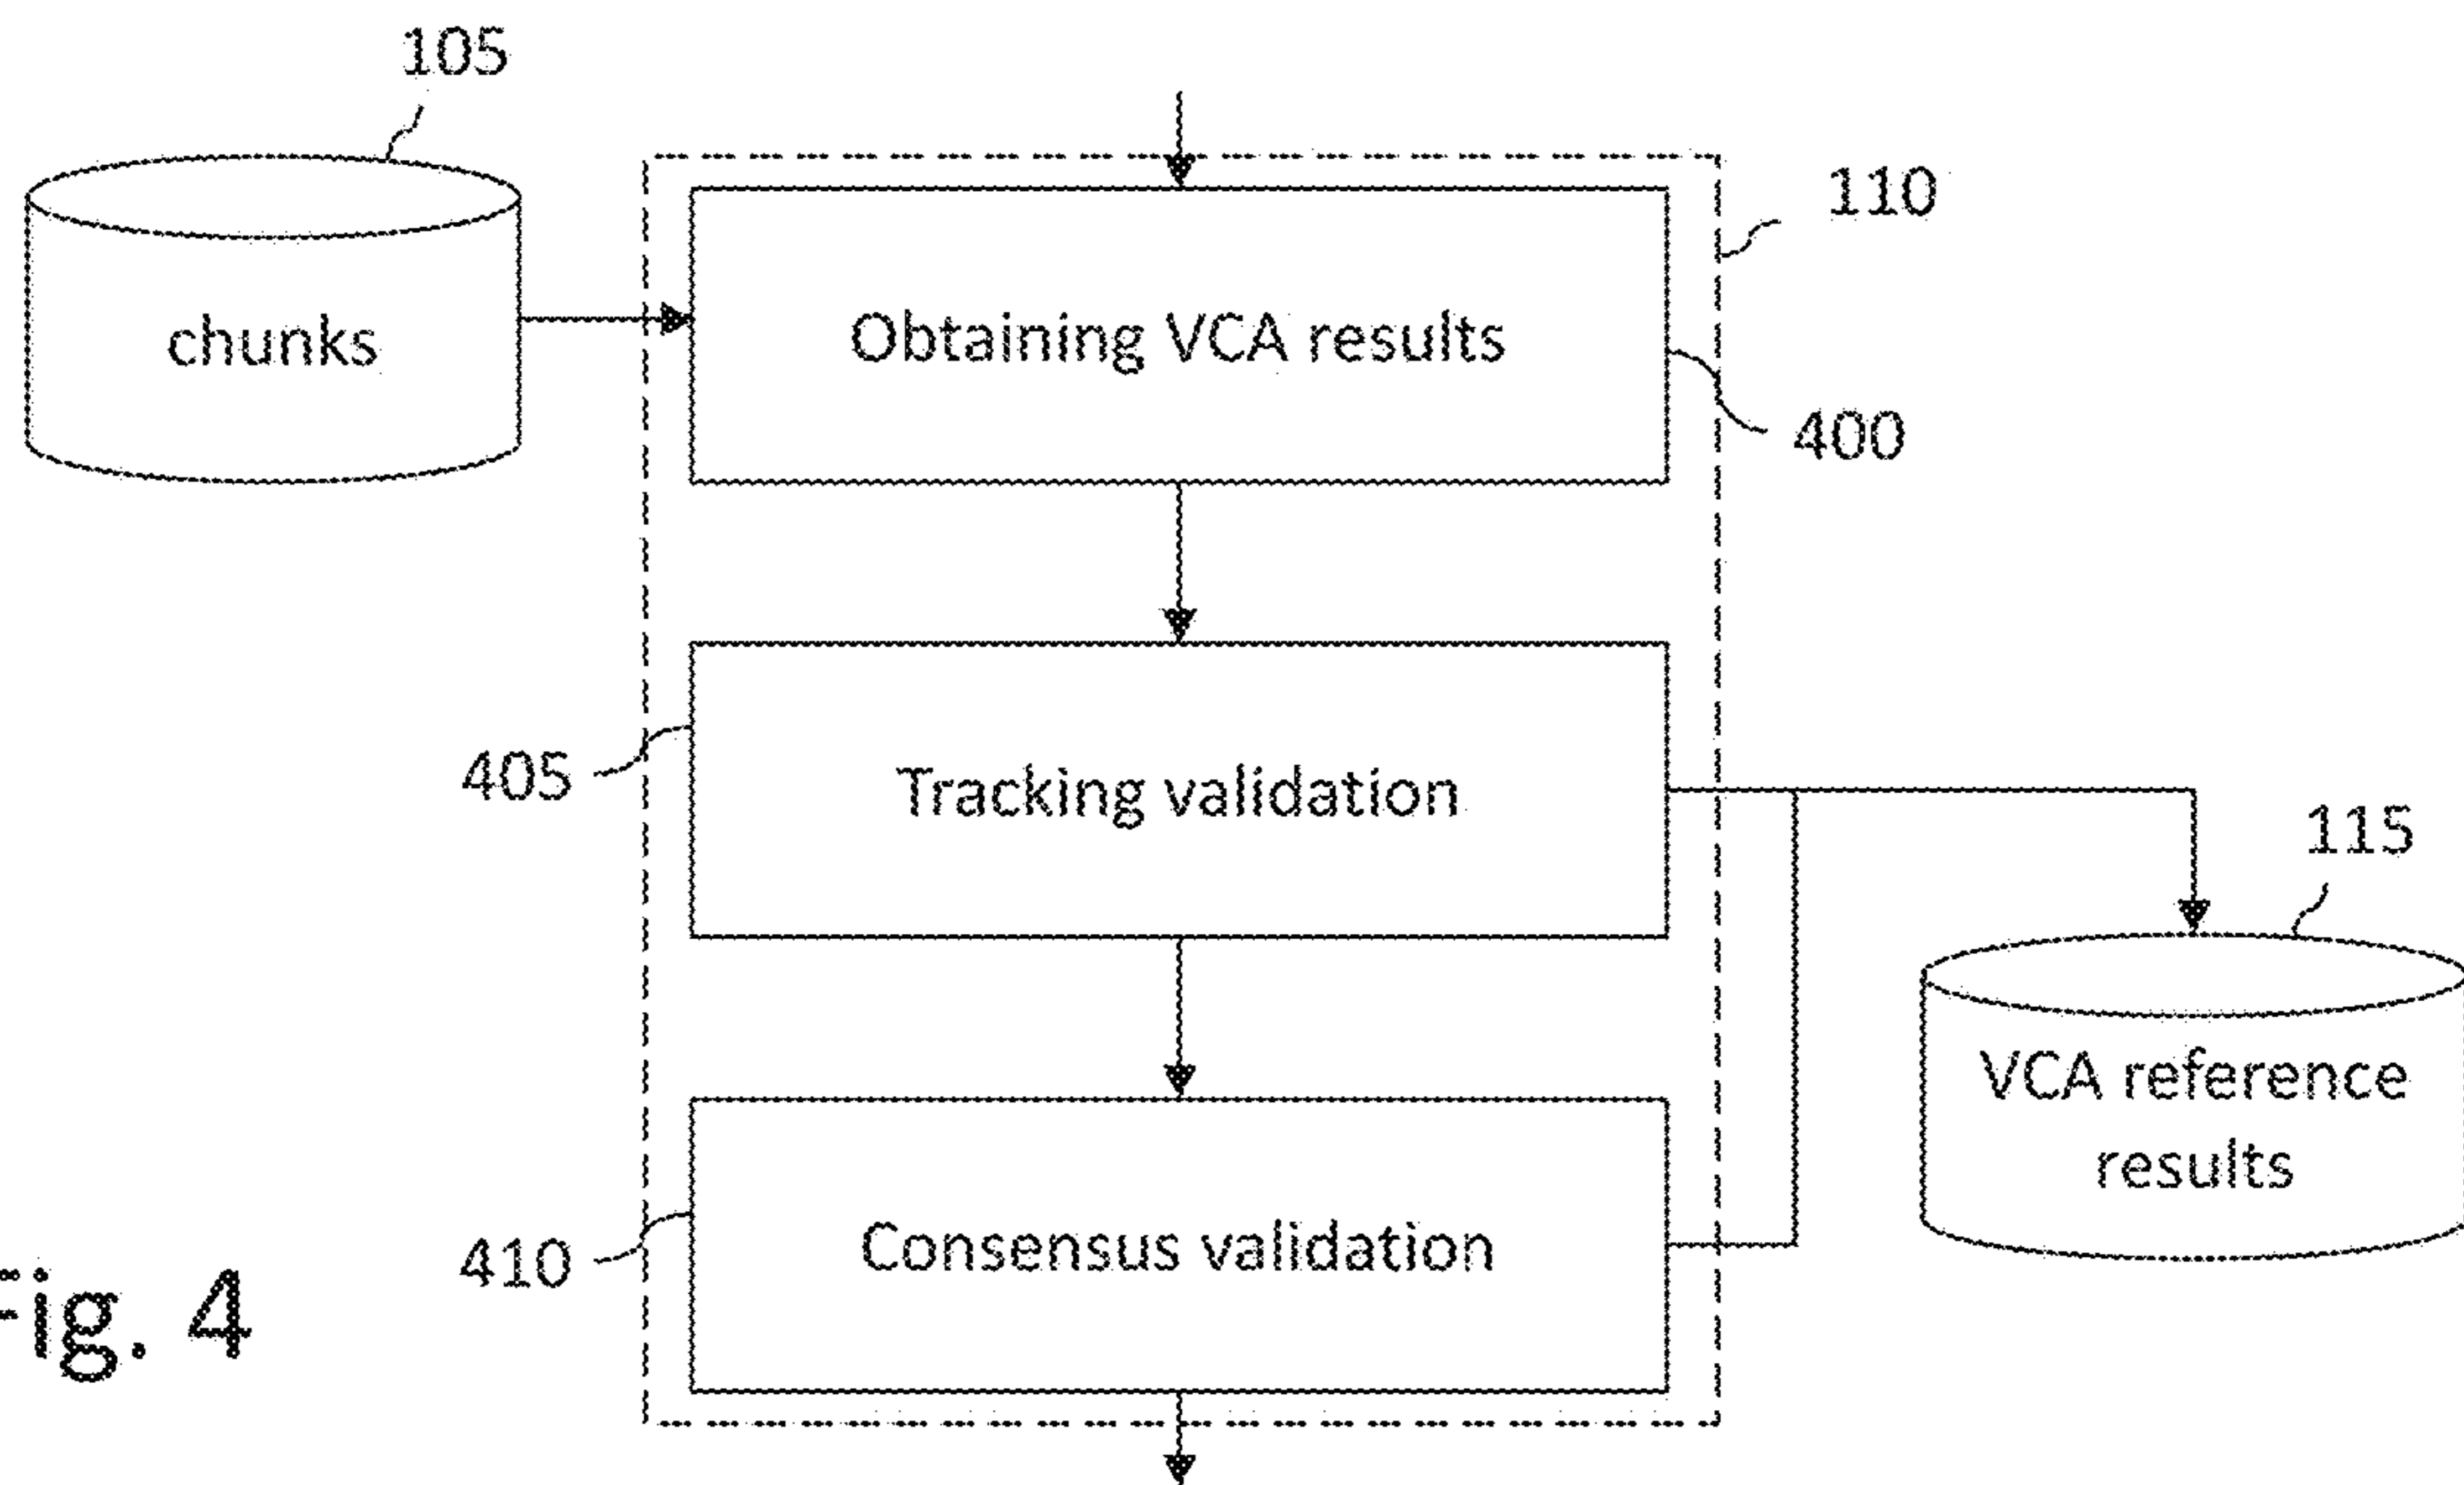 105
110
chunks
Obtaining VCA results
400
405
Tracking validation
115
VCA reference
results
410
Consensus validation
Fig. 4